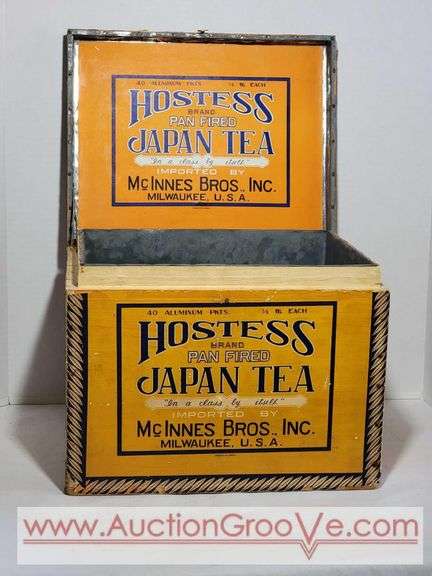 40 ALUMINUM PKTS. ¼ lb. EACH
HOSTESS
BRAND
PAN FIRED
JAPAN TEA
"In a class by itself"
IMPORTED BY
McINNES BROS., INC.
MILWAUKEE, U.S.A.
40 ALUMINUM PKTS. ¼ lb. EACH
HOSTESS
BRAND
PAN FIRED
JAPAN TEA
"In a class by itself"
IMPORTED BY
McINNES BROS., INC.
MILWAUKEE, U.S.A.
www.AuctionGrooVe.com